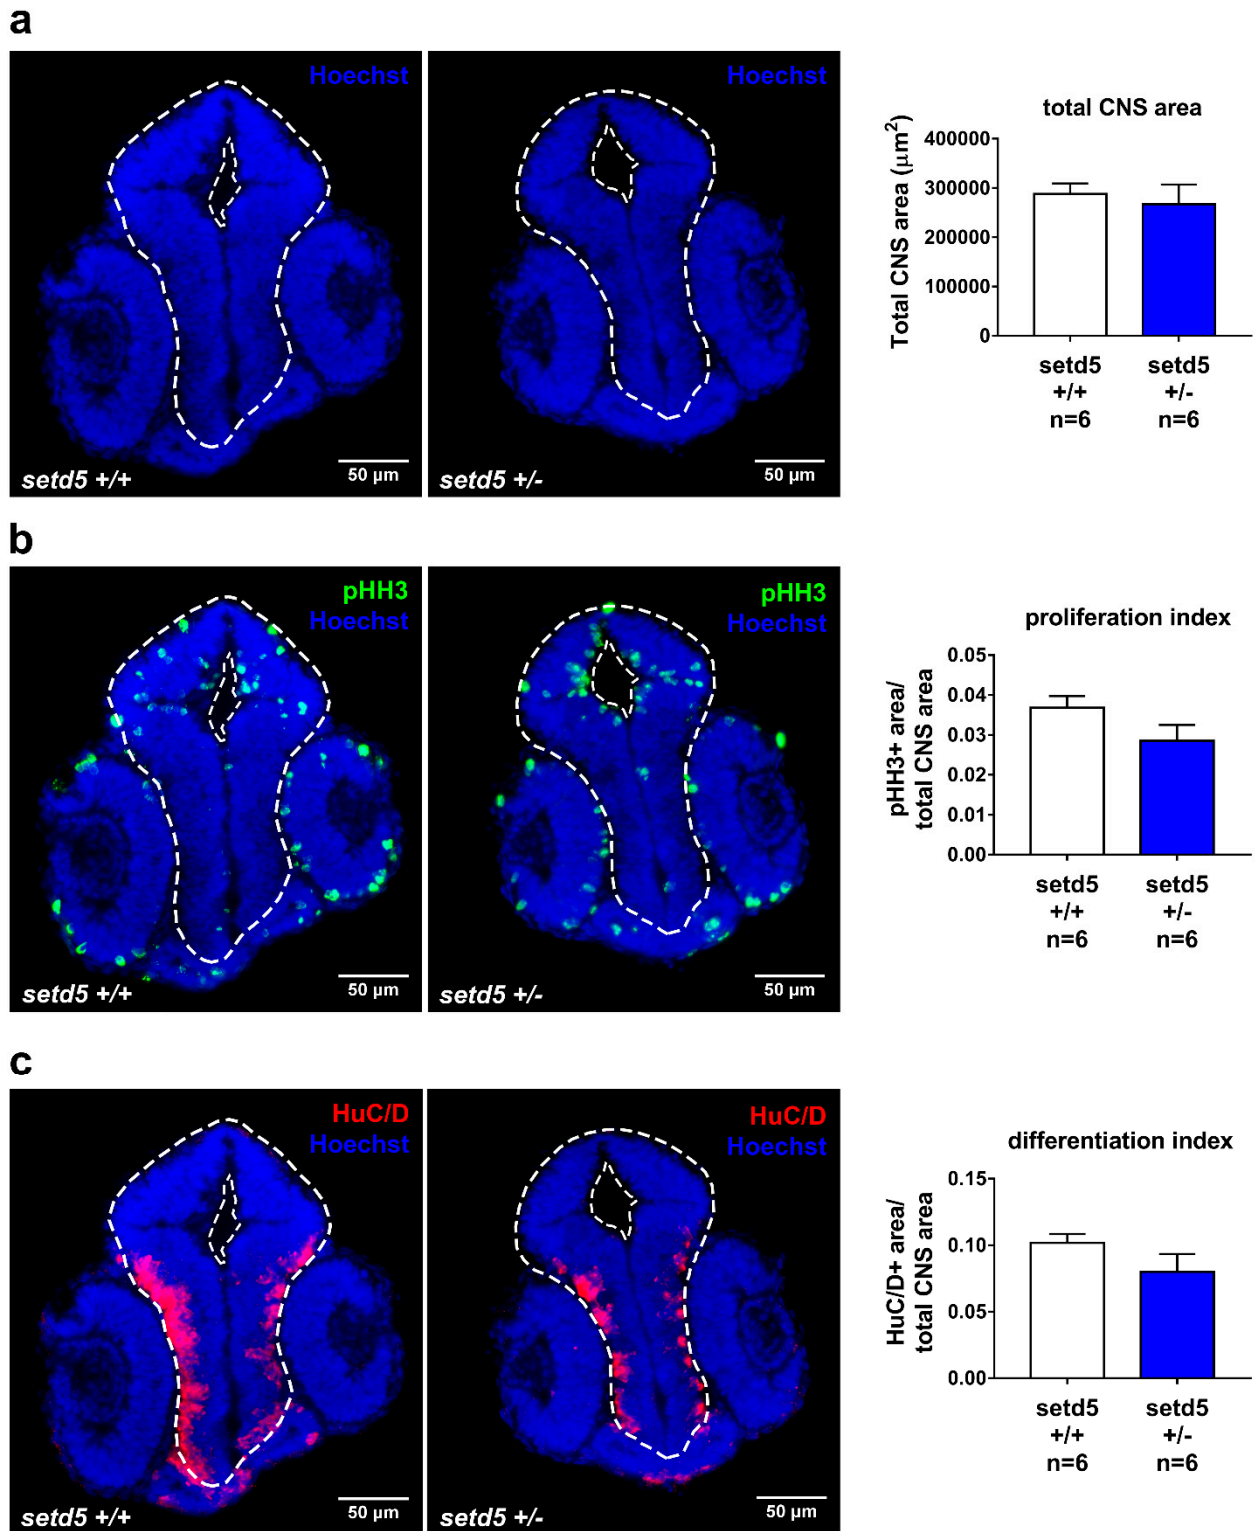 a
Hoechst
setd5 +/+
50 µm
Hoechst
setd5 +/-
50 µm
total CNS area
Total CNS area (µm²)
400000
300000
200000
100000
0
setd5 setd5
+/+ +/-
n=6 n=6
b
pHH3
Hoechst
setd5 +/+
50 µm
pHH3
Hoechst
setd5 +/-
50 µm
proliferation index
pHH3+ area/
total CNS area
0.05
0.04
0.03
0.02
0.01
0.00
setd5 setd5
+/+ +/-
n=6 n=6
c
HuC/D
Hoechst
setd5 +/+
50 µm
HuC/D
Hoechst
setd5 +/-
50 µm
differentiation index
HuC/D+ area/
total CNS area
0.15
0.10
0.05
0.00
setd5 setd5
+/+ +/-
n=6 n=6